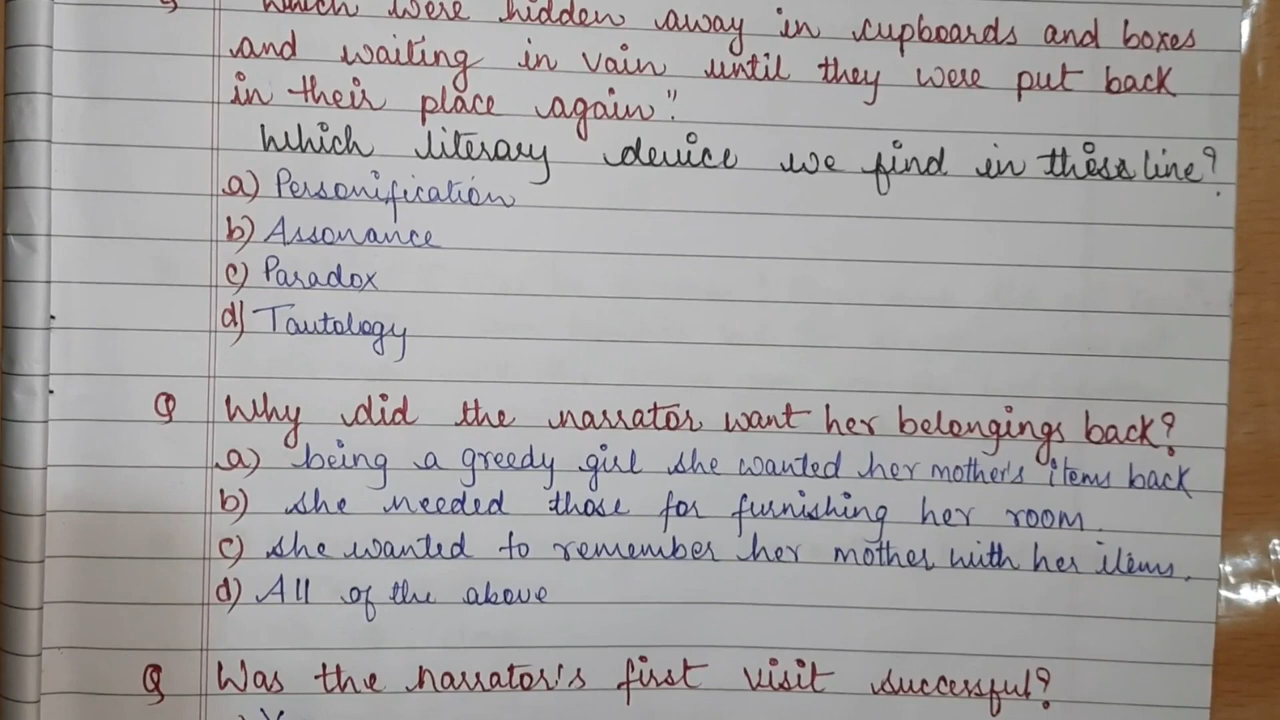 which were hidden away in cupboards and boxes
and waiting in vain until they were put back
in their place again".
Which literary device we find in these line?
a) Personification
b) Assonance
c) Paradox
d) Tautology
Q Why did the narrator want her belongings back?
a) being a greedy girl she wanted her mother's items back
b) she needed those for furnishing her room.
c) she wanted to remember her mother with her items.
d) All of the above
Q Was the narrator's first visit successful?